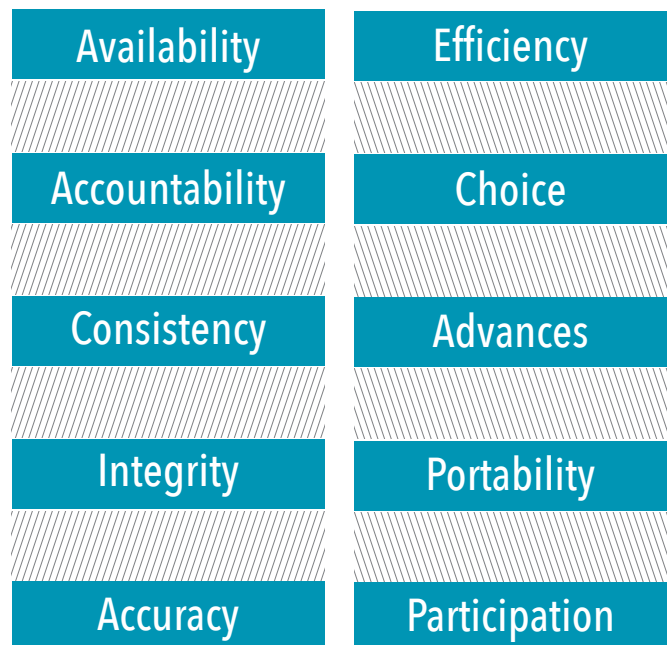 Availability
Accountability
Consistency
Integrity
Accuracy
Efficiency
Choice
Advances
Portability
Participation